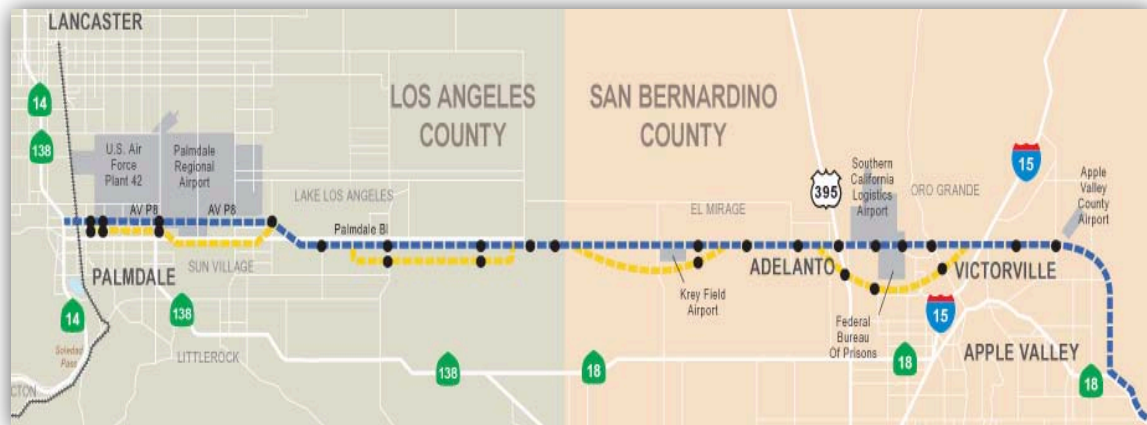 LANCASTER
14
138
U.S. Air
Force
Plant 42
Palmdale
Regional
Airport
AV P8
AV P8
LOS ANGELES
COUNTY
SAN BERNARDINO
COUNTY
LAKE LOS ANGELES
Palmdale Bl
PALMDALE
SUN VILLAGE
14
138
Soledad
Pass
LITTLEROCK
CTON
138
EL MIRAGE
Krey Field
Airport
395
Southern
California
Logistics
Airport
ORO GRANDE
15
Apple
Valley
County
Airport
ADELANTO
VICTORVILLE
Federal
Bureau
Of Prisons
15
18
18
APPLE VALLEY
18